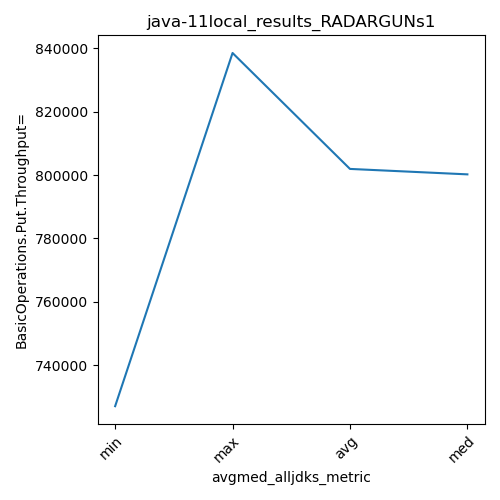 java-11local_results_RADARGUNs1
BasicOperations.Put.Throughput=
840000
820000
800000
780000
760000
740000
min
max
avg
med
avgmed_alljdks_metric